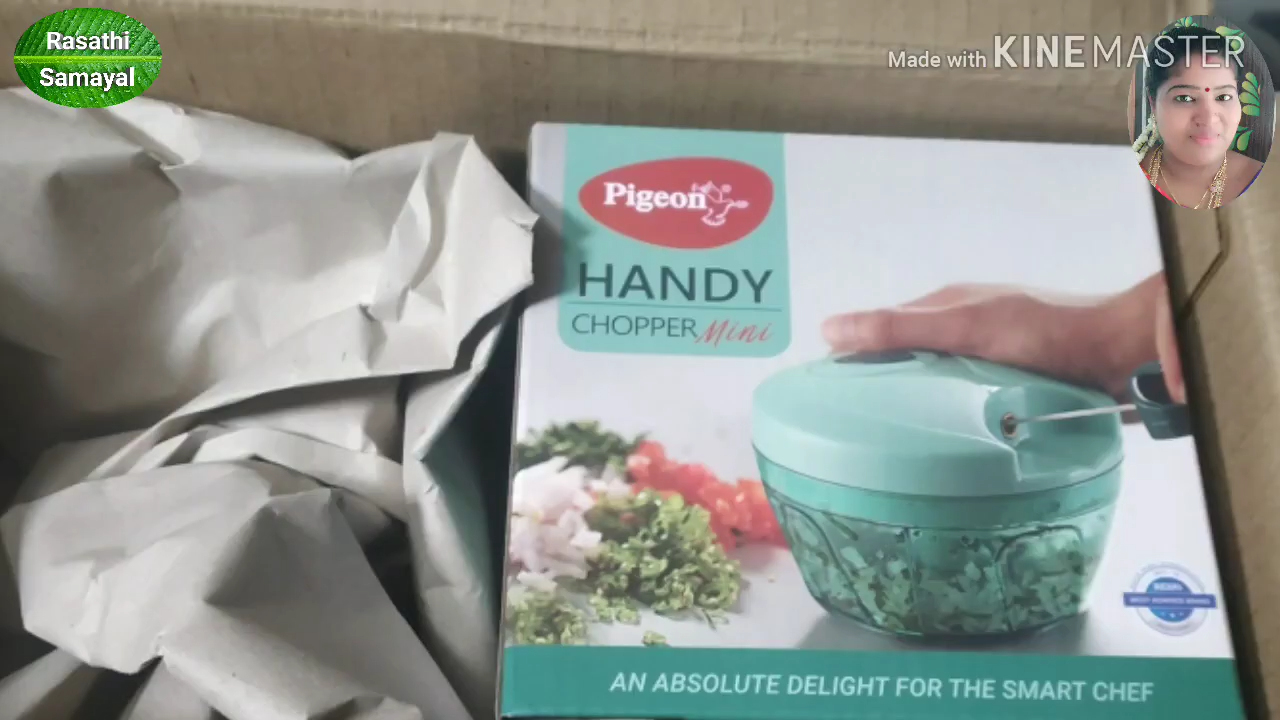 Rasathi
Samayal
Made with KINEMASTER
Pigeon
HANDY
CHOPPER Mini
AN ABSOLUTE DELIGHT FOR THE SMART CHEF